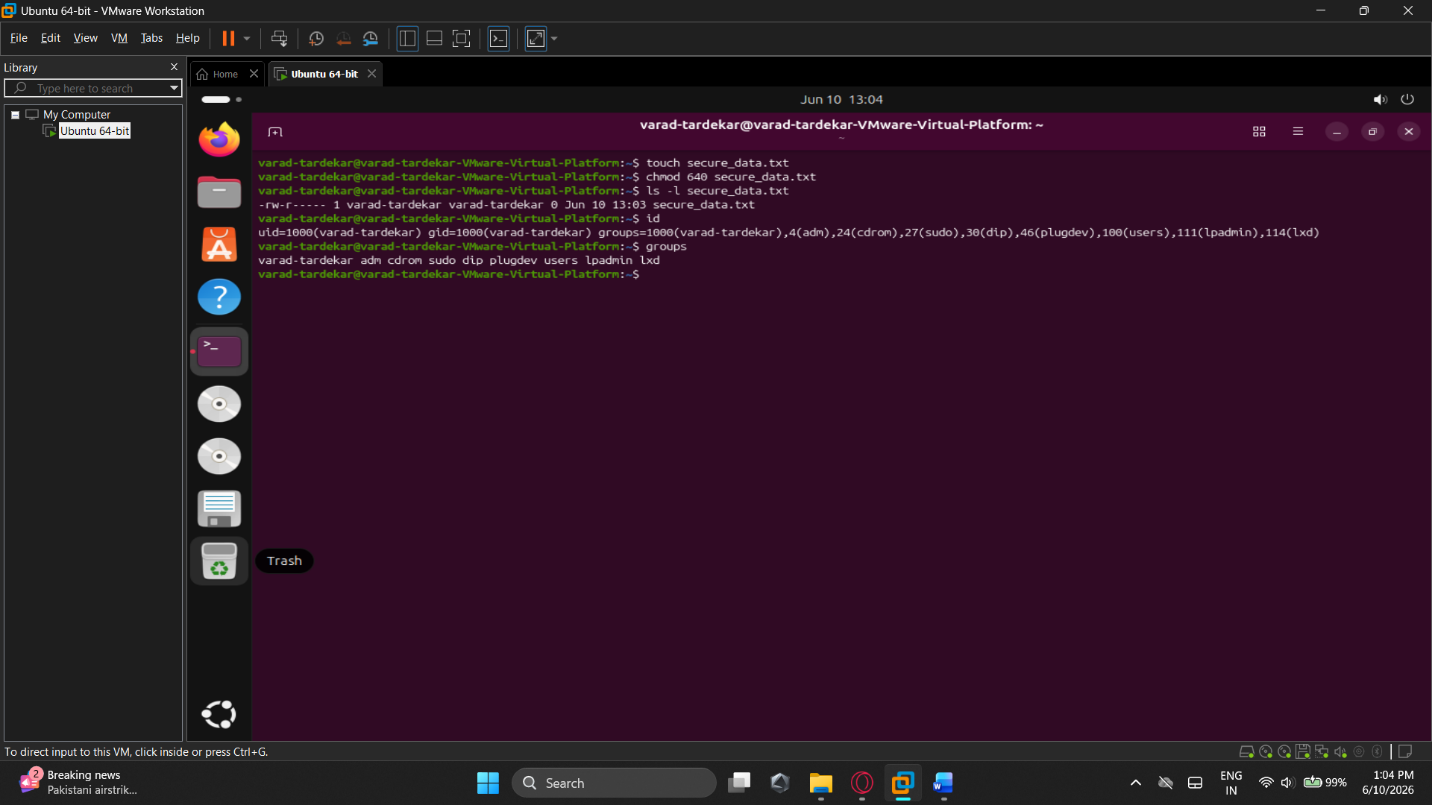 Ubuntu 64-bit - VMware Workstation
File Edit View VM Tabs Help
Library
Type here to search
My Computer
Ubuntu 64-bit
Home
Ubuntu 64-bit
Jun 10 13:04
varad-tardekar@varad-tardekar-VMware-Virtual-Platform: ~
~
varad-tardekar@varad-tardekar-VMware-Virtual-Platform:~$ touch secure_data.txt
varad-tardekar@varad-tardekar-VMware-Virtual-Platform:~$ chmod 640 secure_data.txt
varad-tardekar@varad-tardekar-VMware-Virtual-Platform:~$ ls -l secure_data.txt
-rw-r----- 1 varad-tardekar varad-tardekar 0 Jun 10 13:03 secure_data.txt
varad-tardekar@varad-tardekar-VMware-Virtual-Platform:~$ id
uid=1000(varad-tardekar) gid=1000(varad-tardekar) groups=1000(varad-tardekar),4(adm),24(cdrom),27(sudo),30(dip),46(plugdev),100(users),111(lpadmin),114(lxd)
varad-tardekar@varad-tardekar-VMware-Virtual-Platform:~$ groups
varad-tardekar adm cdrom sudo dip plugdev users lpadmin lxd
varad-tardekar@varad-tardekar-VMware-Virtual-Platform:~$
Trash
To direct input to this VM, click inside or press Ctrl+G.
2
Breaking news
Pakistani airstrik...
Search
ENG
IN
99%
1:04 PM
6/10/2026